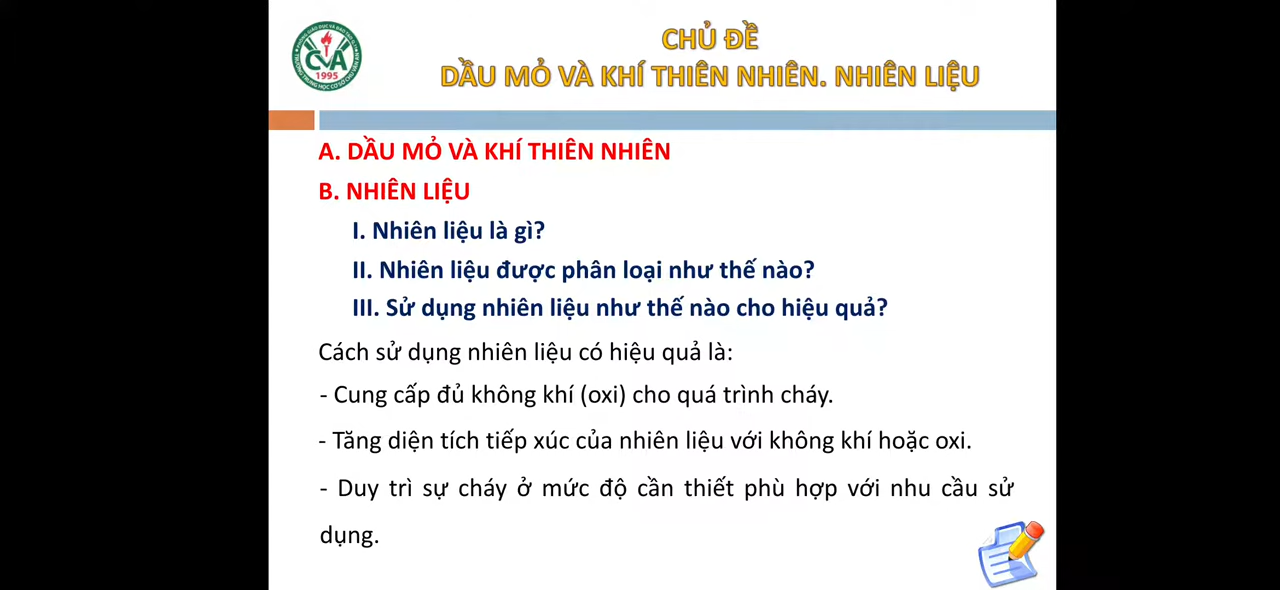 CVA
1995
CHỦ ĐỀ
DẦU MỎ VÀ KHÍ THIÊN NHIÊN. NHIÊN LIỆU
A. DẦU MỎ VÀ KHÍ THIÊN NHIÊN
B. NHIÊN LIỆU
I. Nhiên liệu là gì?
II. Nhiên liệu được phân loại như thế nào?
III. Sử dụng nhiên liệu như thế nào cho hiệu quả?
Cách sử dụng nhiên liệu có hiệu quả là:
- Cung cấp đủ không khí (oxi) cho quá trình cháy.
- Tăng diện tích tiếp xúc của nhiên liệu với không khí hoặc oxi.
- Duy trì sự cháy ở mức độ cần thiết phù hợp với nhu cầu sử
dụng.